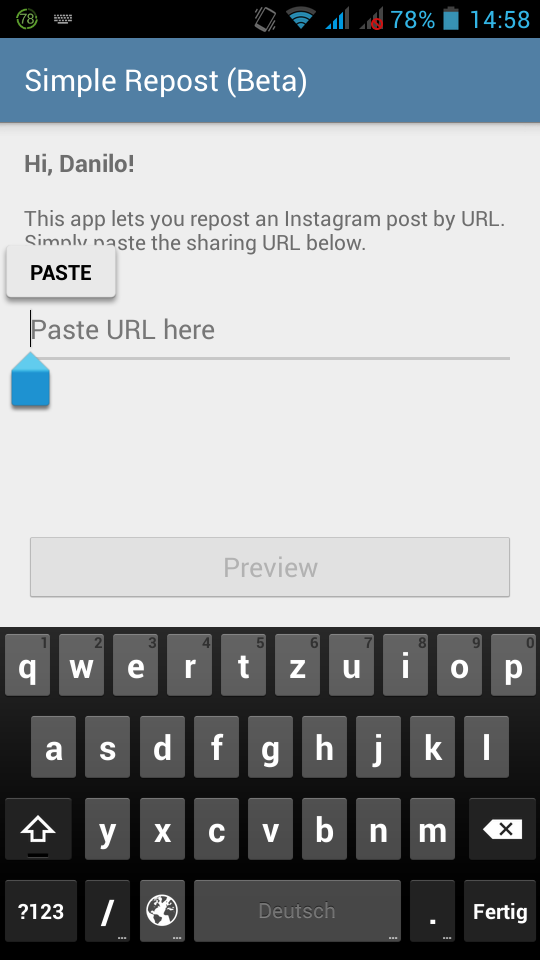 78
78% 14:58
Simple Repost (Beta)
Hi, Danilo!
This app lets you repost an Instagram post by URL.
Simply paste the sharing URL below.
PASTE
Paste URL here
Preview
1 2 3 4 5 6 7 8 9 0
q w e r t z u i o p
a s d f g h j k l
y x c v b n m
?123 / Deutsch . Fertig